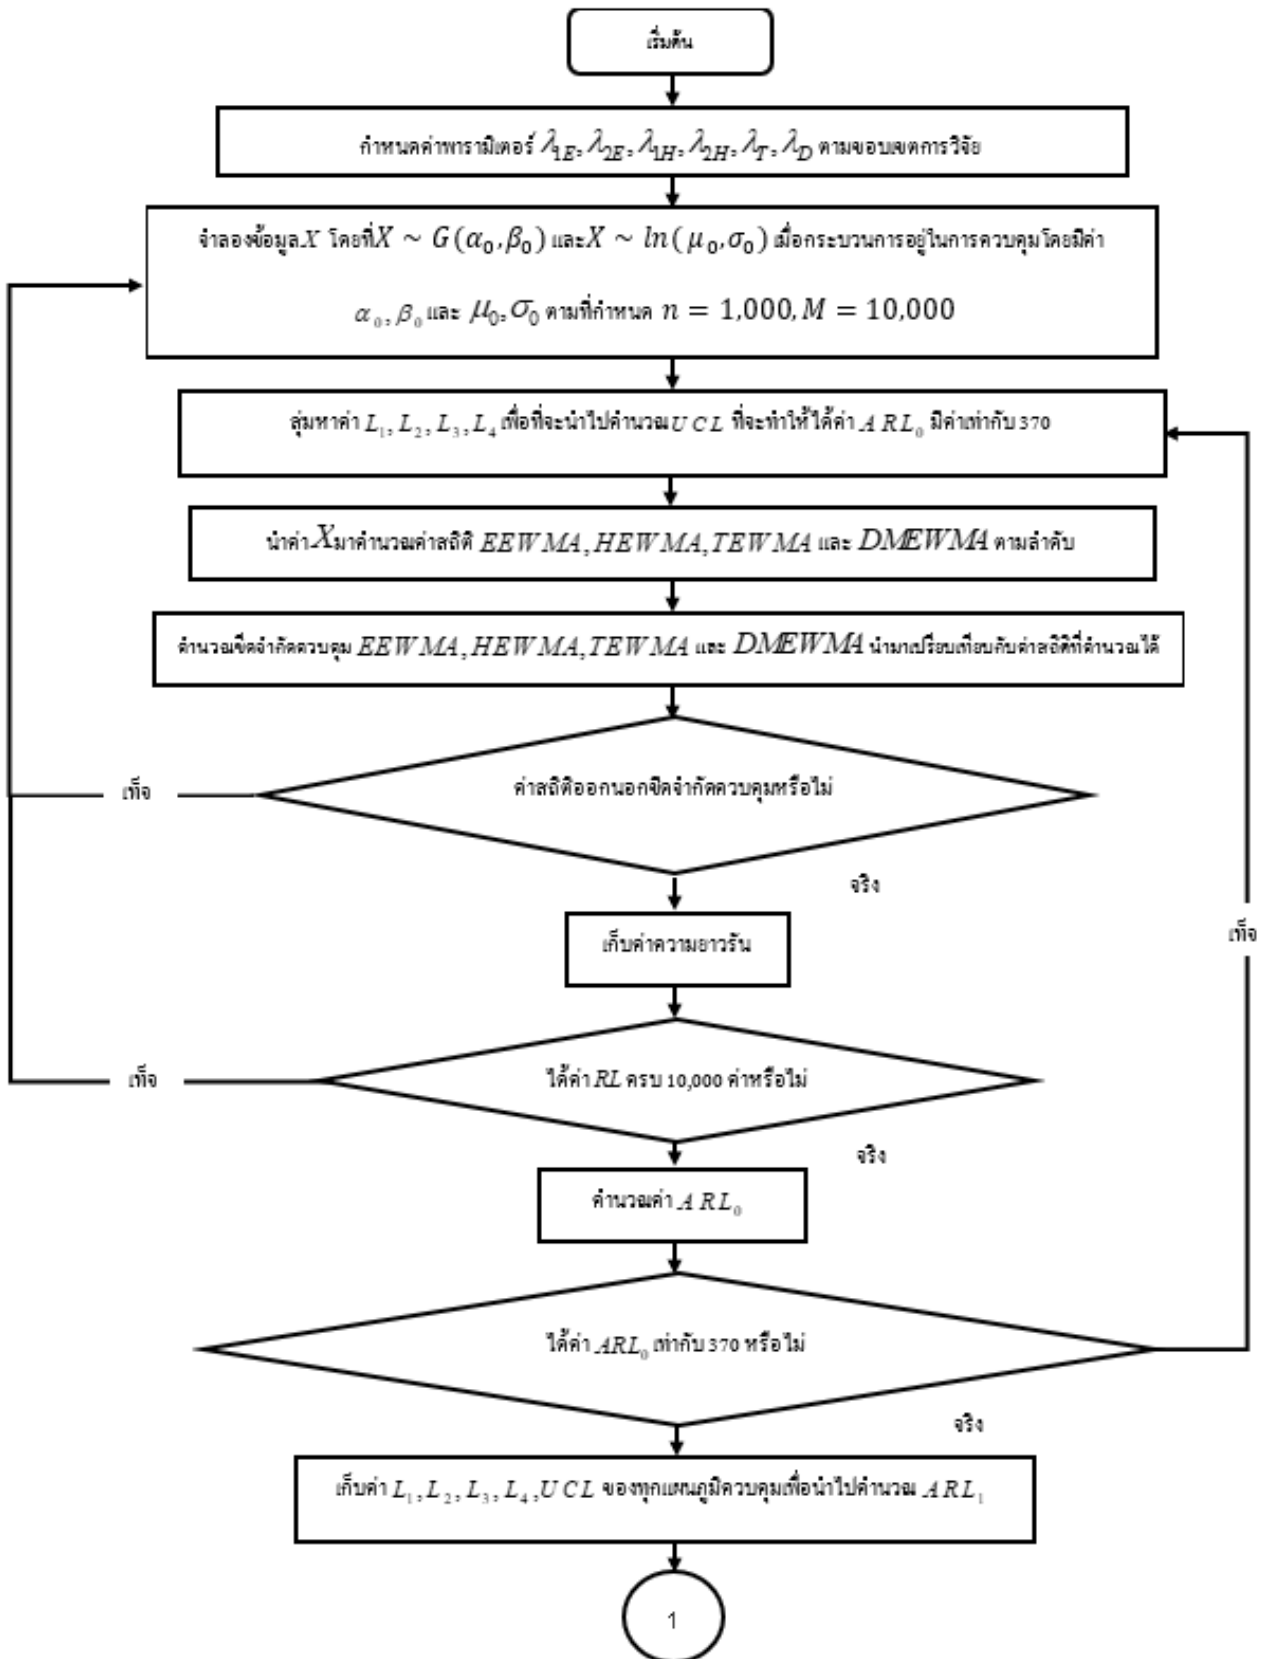 เริ่มต้น
กำหนดค่าพารามิเตอร์ λ₁E, λ₂E, λ₁H, λ₂H, λT, λD ตามขอบเขตการวิจัย
จำลองข้อมูล X โดยที่ X ~ G(α₀,β₀) และ X ~ ln(μ₀,σ₀) เมื่อกระบวนการอยู่ในการควบคุมโดยมีค่า
α₀, β₀ และ μ₀, σ₀ ตามที่กำหนด n = 1,000, M = 10,000
สุ่มหาค่า L₁, L₂, L₃, L₄ เพื่อที่จะนำไปคำนวณ UCL ที่จะทำให้ได้ค่า ARL₀ มีค่าเท่ากับ 370
นำค่า X มาคำนวณค่าสถิติ EEWMA, HEWMA, TEWMA และ DMEWMA ตามลำดับ
คำนวณขีดจำกัดควบคุม EEWMA, HEWMA, TEWMA และ DMEWMA นำมาเปรียบเทียบกับค่าสถิติที่คำนวณได้
ค่าสถิติออกนอกขีดจำกัดควบคุมหรือไม่
เท็จ
จริง
เก็บค่าความยาวรัน
เท็จ
ได้ค่า RL ครบ 10,000 ค่าหรือไม่
เท็จ
จริง
คำนวณค่า ARL₀
ได้ค่า ARL₀ เท่ากับ 370 หรือไม่
จริง
เก็บค่า L₁, L₂, L₃, L₄, UCL ของทุกแผนภูมิควบคุมเพื่อนำไปคำนวณ ARL₁
1